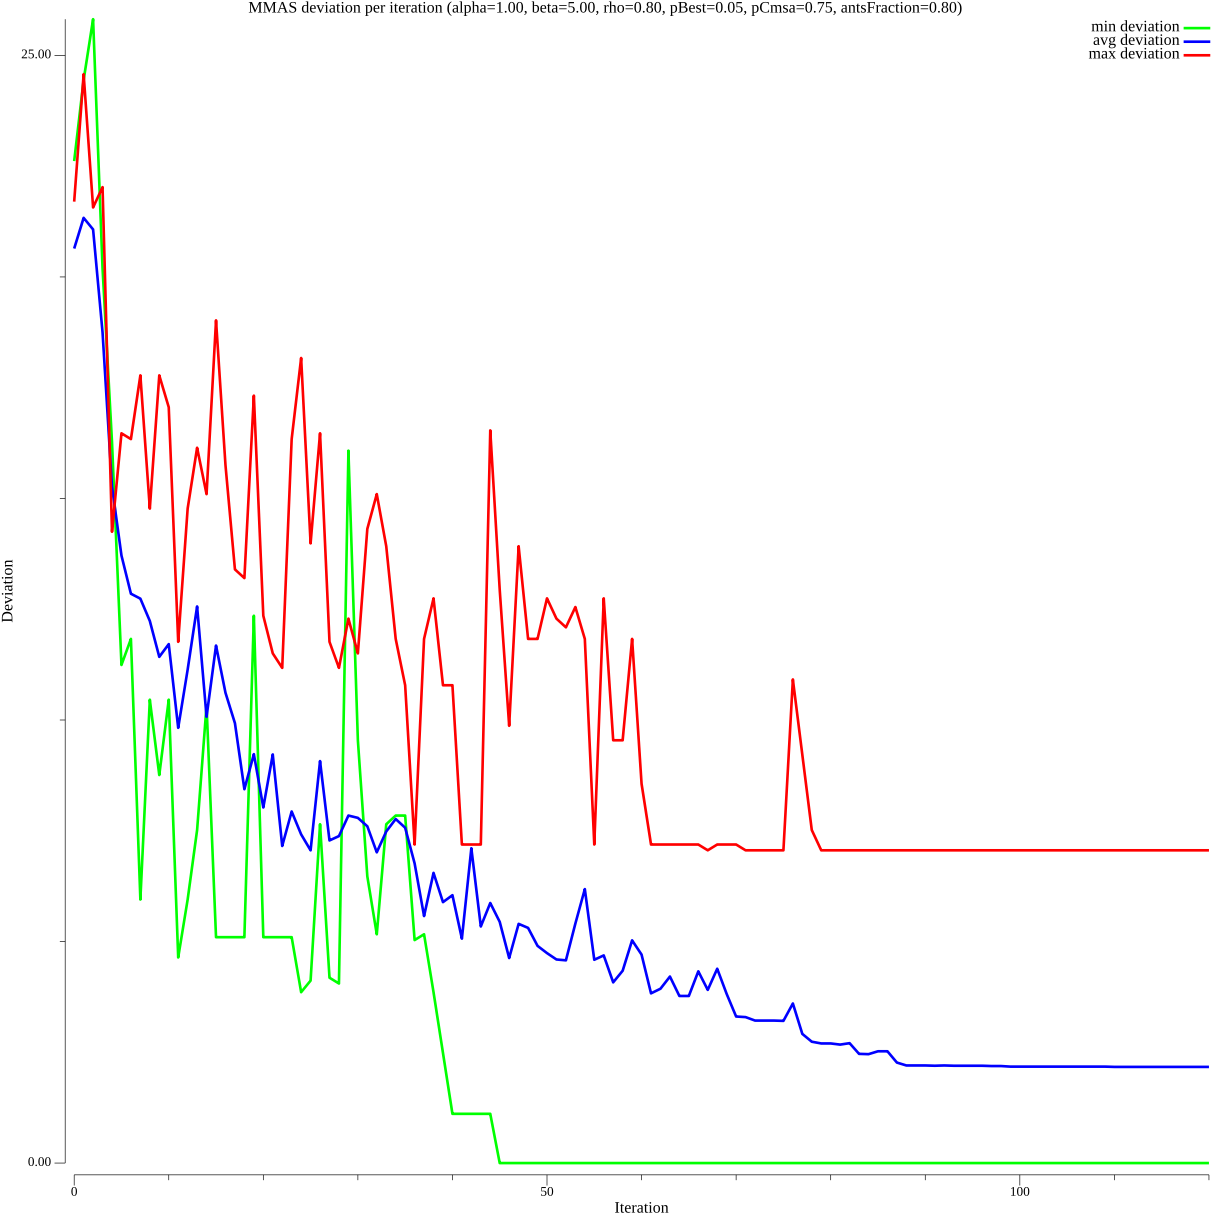 MMAS deviation per iteration (alpha=1.00, beta=5.00, rho=0.80, pBest=0.05, pCmsa=0.75, antsFraction=0.80)
min deviation
avg deviation
max deviation
25.00
Deviation
0.00
0
50
100
Iteration